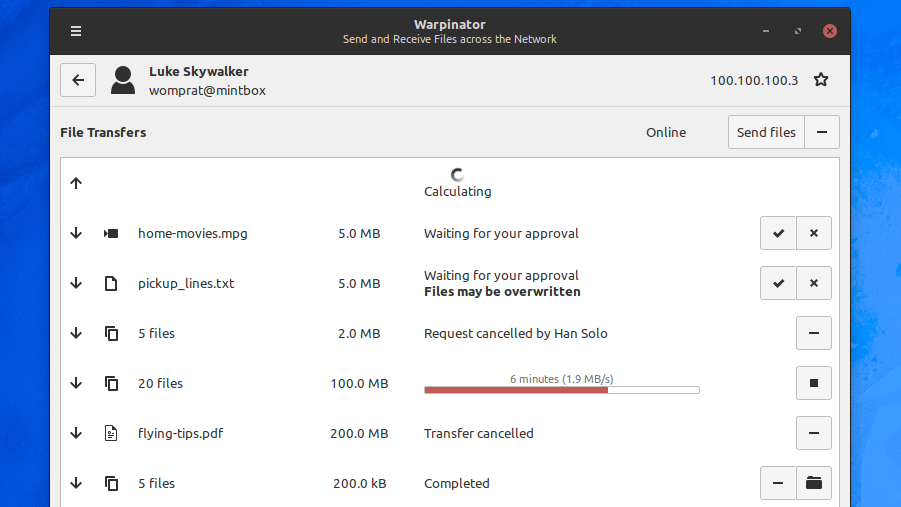 Warpinator
Send and Receive Files across the Network
Luke Skywalker
womprat@mintbox
100.100.100.3
File Transfers
Online
Send files
Calculating
home-movies.mpg 5.0 MB Waiting for your approval
pickup_lines.txt 5.0 MB Waiting for your approval
Files may be overwritten
5 files 2.0 MB Request cancelled by Han Solo
20 files 100.0 MB 6 minutes (1.9 MB/s)
flying-tips.pdf 200.0 MB Transfer cancelled
5 files 200.0 kB Completed